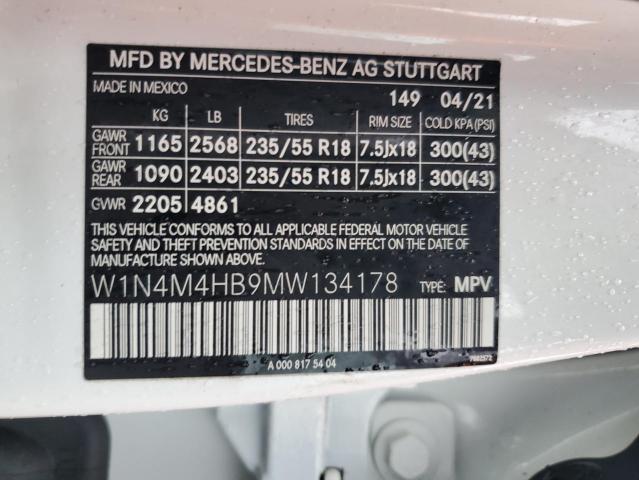 MFD BY MERCEDES-BENZ AG STUTTGART
MADE IN MEXICO 149 04/21
KG LB TIRES RIM SIZE COLD KPA (PSI)
GAWR FRONT 1165 2568 235/55 R18 7.5Jx18 300(43)
GAWR REAR 1090 2403 235/55 R18 7.5Jx18 300(43)
GVWR 2205 4861
THIS VEHICLE CONFORMS TO ALL APPLICABLE FEDERAL MOTOR VEHICLE
SAFETY AND THEFT PREVENTION STANDARDS IN EFFECT ON THE DATE OF
MANUFACTURE SHOWN ABOVE.
W1N4M4HB9MW134178 TYPE: MPV
A 000 817 54 04